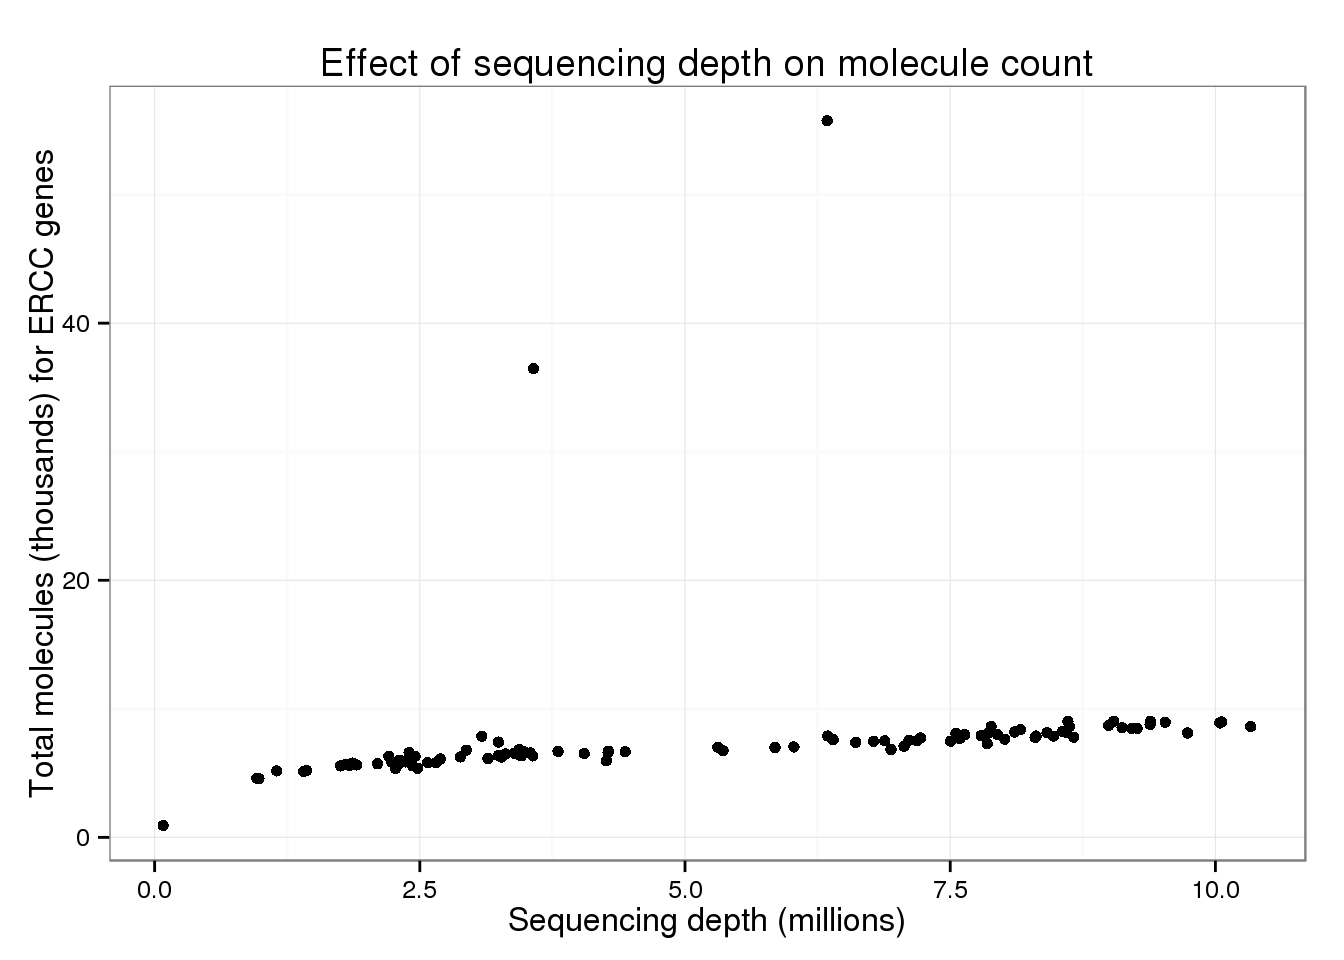 Effect of sequencing depth on molecule count
Total molecules (thousands) for ERCC genes
40
20
0
0.0 2.5 5.0 7.5 10.0
Sequencing depth (millions)